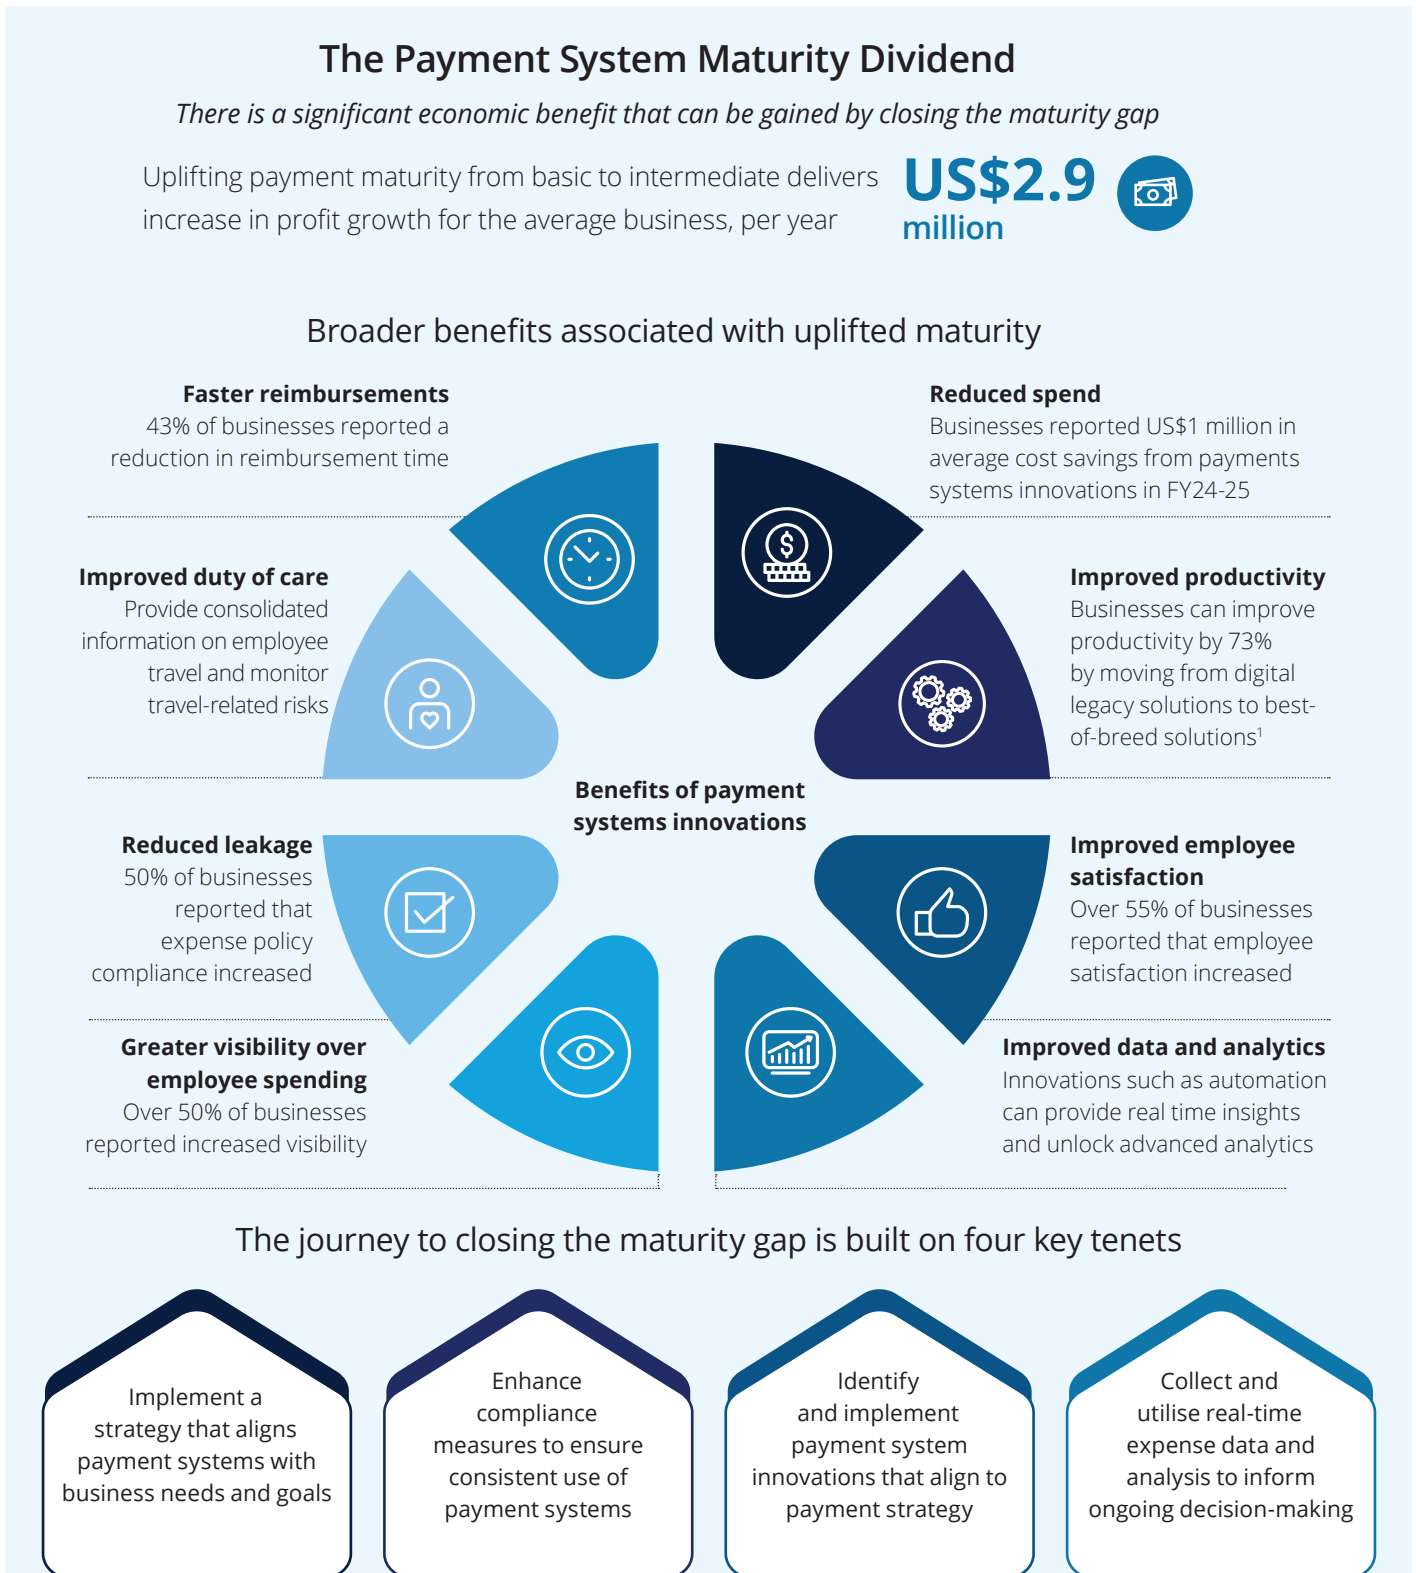 The Payment System Maturity Dividend
There is a significant economic benefit that can be gained by closing the maturity gap
Uplifting payment maturity from basic to intermediate delivers
increase in profit growth for the average business, per year
US$2.9
million
Broader benefits associated with uplifted maturity
Faster reimbursements
43% of businesses reported a
reduction in reimbursement time
Reduced spend
Businesses reported US$1 million in
average cost savings from payments
systems innovations in FY24-25
Improved duty of care
Provide consolidated
information on employee
travel and monitor
travel-related risks
Improved productivity
Businesses can improve
productivity by 73%
by moving from digital
legacy solutions to best-
of-breed solutions¹
Benefits of payment
systems innovations
Reduced leakage
50% of businesses
reported that
expense policy
compliance increased
Improved employee
satisfaction
Over 55% of businesses
reported that employee
satisfaction increased
Greater visibility over
employee spending
Over 50% of businesses
reported increased visibility
Improved data and analytics
Innovations such as automation
can provide real time insights
and unlock advanced analytics
The journey to closing the maturity gap is built on four key tenets
Implement a
strategy that aligns
payment systems with
business needs and goals
Enhance
compliance
measures to ensure
consistent use of
payment systems
Identify
and implement
payment system
innovations that align to
payment strategy
Collect and
utilise real-time
expense data and
analysis to inform
ongoing decision-making